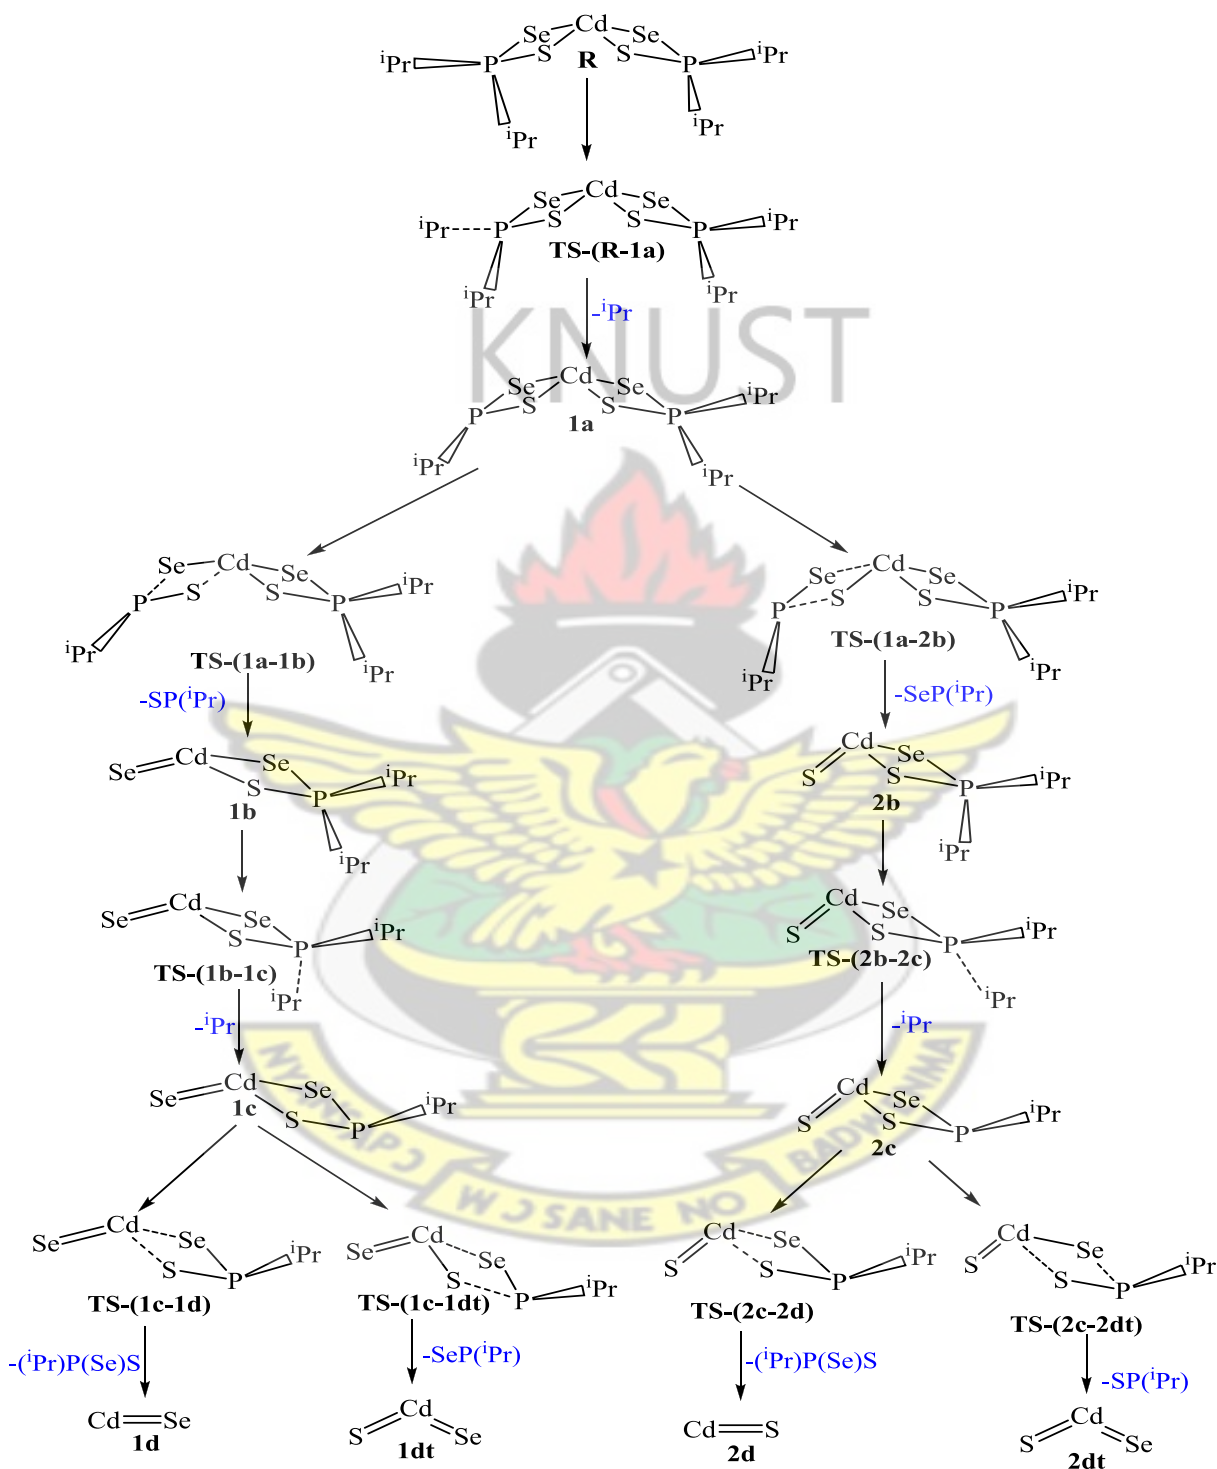 Cd
Se Se
S S
ⁱPr P R P ⁱPr
ⁱPr ⁱPr
Se Cd Se
S S
ⁱPr P P ⁱPr
TS-(R-1a)
ⁱPr ⁱPr
-ⁱPr
KNUST
Se Cd Se
S S
P 1a P ⁱPr
ⁱPr ⁱPr
Se Cd Se
P S S P ⁱPr
ⁱPr
TS-(1a-1b) ⁱPr
Se Cd Se
P S S P ⁱPr
TS-(1a-2b)
ⁱPr ⁱPr
-SP(ⁱPr)
-SeP(ⁱPr)
Se Cd Se
S P ⁱPr
1b
ⁱPr
Cd Se
S S P ⁱPr
2b
ⁱPr
Se Cd Se
S P ⁱPr
TS-(1b-1c)
ⁱPr
Cd Se
S S P ⁱPr
TS-(2b-2c)
ⁱPr
-ⁱPr
-ⁱPr
Se Cd Se
1c S P ⁱPr
Cd Se
S S P ⁱPr
2c
NYANSAPƆ
WƆSANE NO
BADWENMA
Se Cd Se
S P ⁱPr
TS-(1c-1d)
Se Cd Se
S P ⁱPr
TS-(1c-1dt)
Cd Se
S S P ⁱPr
TS-(2c-2d)
Cd Se
S S P ⁱPr
TS-(2c-2dt)
-(ⁱPr)P(Se)S
-SeP(ⁱPr)
-(ⁱPr)P(Se)S
-SP(ⁱPr)
Cd Se
1d
S Cd Se
1dt
Cd S
2d
S Cd Se
2dt